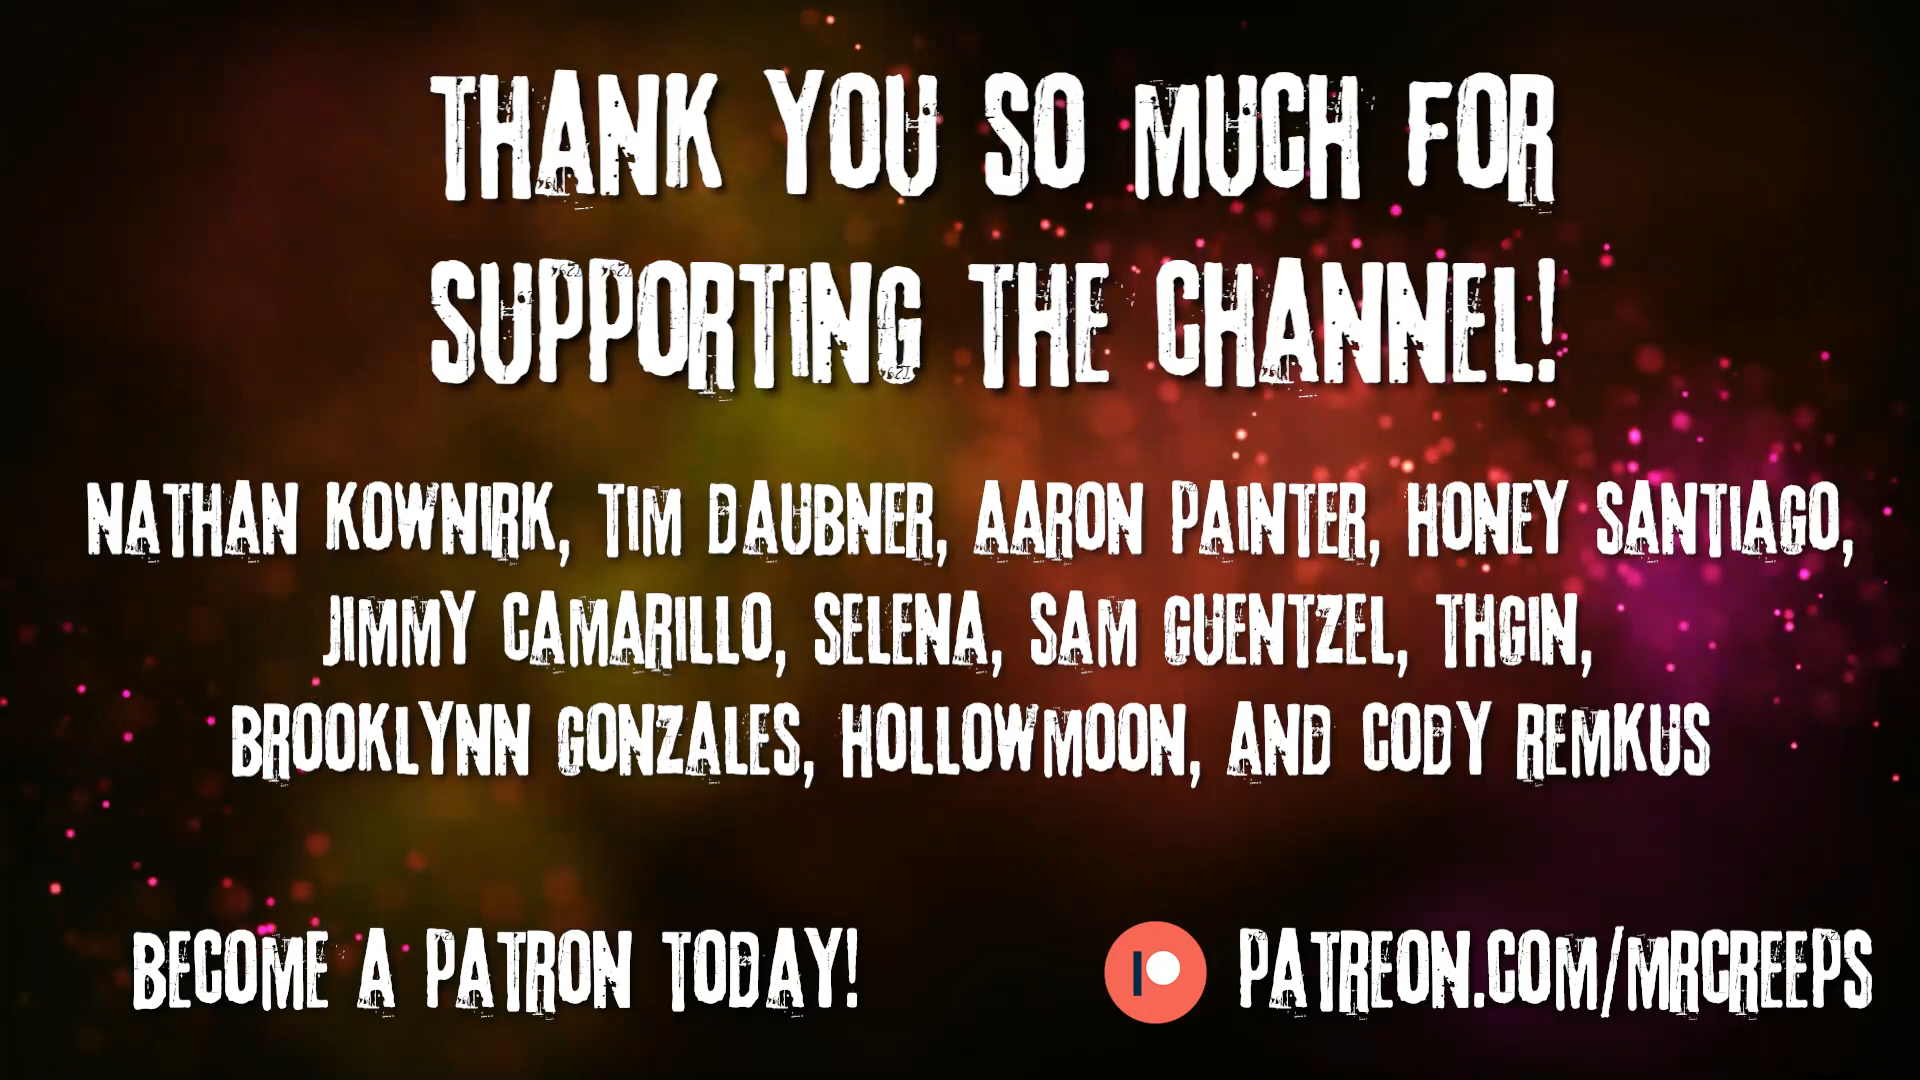 THANK YOU SO MUCH FOR
SUPPORTING THE CHANNEL!
NATHAN KOWNIRK, TIM DAUBNER, AARON PAINTER, HONEY SANTIAGO,
JIMMY CAMARILLO, SELENA, SAM GUENTZEL, THGIN,
BROOKLYNN GONZALES, HOLLOWMOON, AND CODY REMKUS
BECOME A PATRON TODAY!
PATREON.COM/MRCREEPS